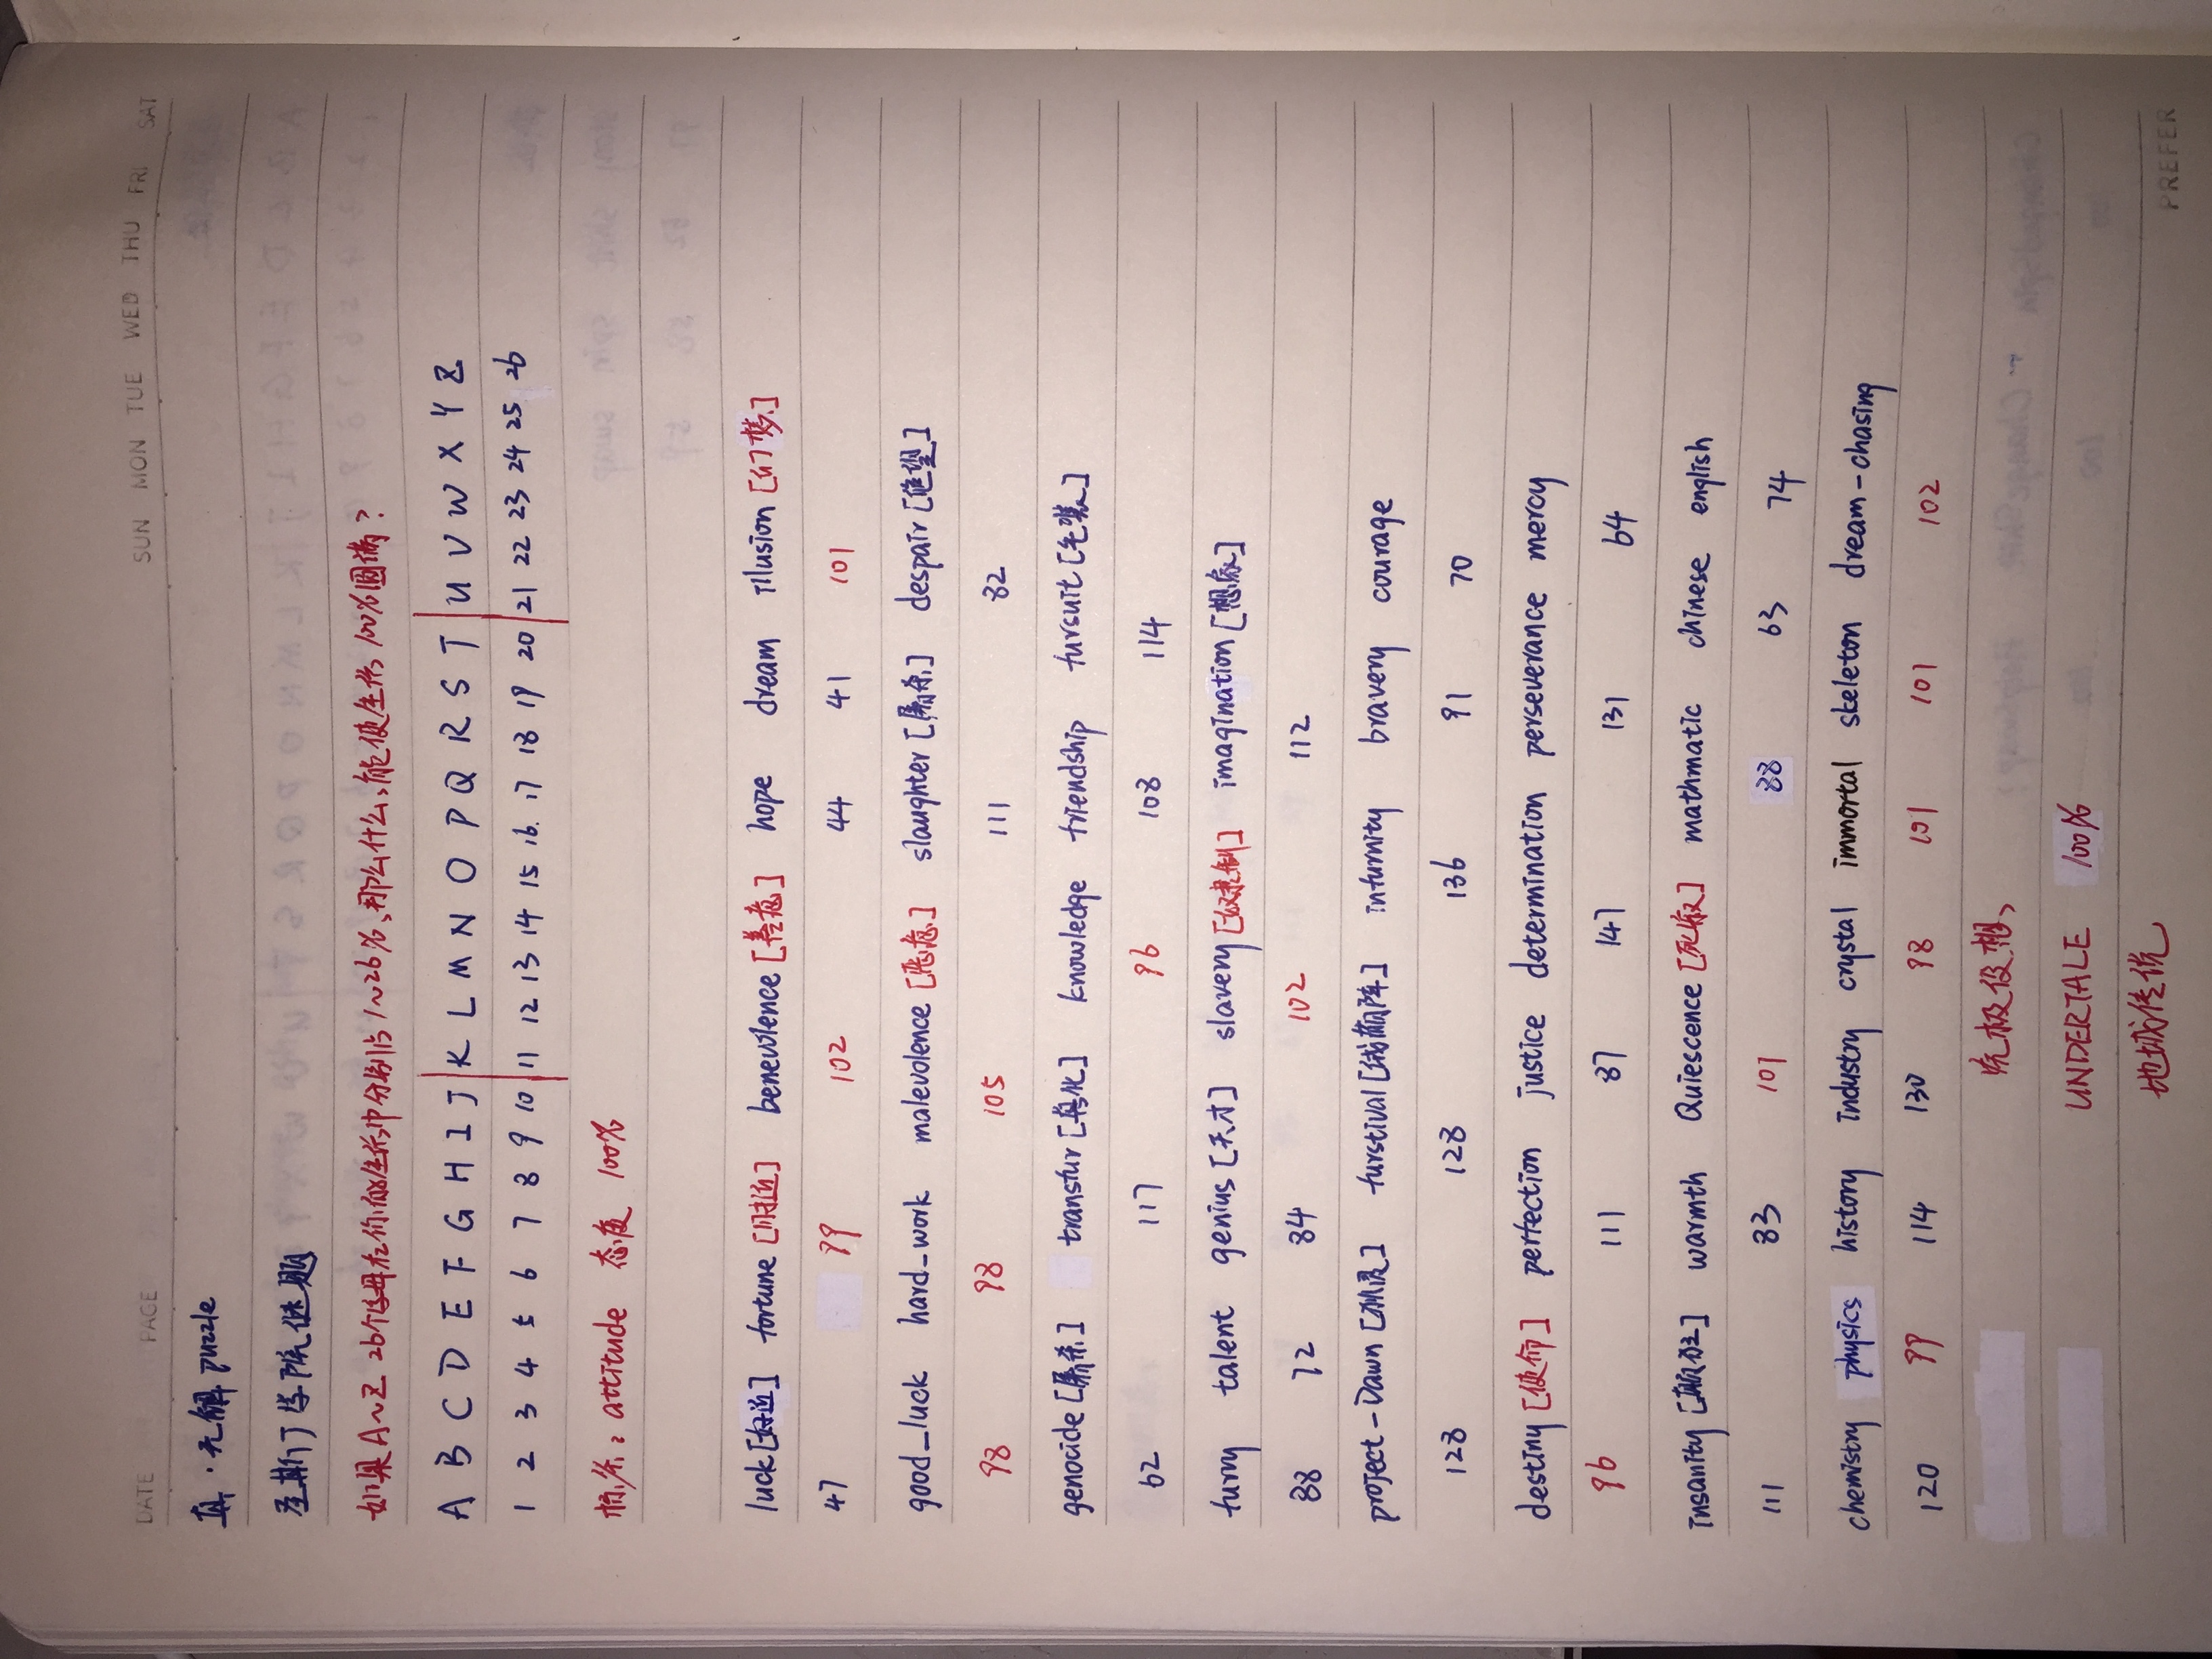 DATE PAGE SUN MON TUE WED THU FRI SAT
真·无解 puzzle
圣斯丁学院谜题
如果A~Z 26个字母在你的生活中分别占1~26%,那么什么,能使生活100%圆满?
A B C D E F G H I J K L M N O P Q R S T U V W X Y Z
1 2 3 4 5 6 7 8 9 10 11 12 13 14 15 16. 17 18 19 20 21 22 23 24 25 26
标答: attitude 态度 100%
luck [好运] fortune [财运] benevolence [善意] hope dream illusion [幻梦]
47 99 102 44 41 101
good_luck hard_work malevolence [恶意] slaughter [屠杀] despair [绝望]
98 98 105 111 82
genocide [屠杀] transfur [兽化] knowledge friendship fursuit [毛装]
62 117 96 108 114
furry talent genius [天才] slavery [奴隶制] imagination [想象]
88 72 84 102 112
project-Dawn furstival infurnity bravery courage
128 128 136 91 70
destiny [使命] perfection justice determination perseverance mercy
96 111 87 147 131 64
insanity [癫狂] warmth Quiescence [死寂] mathmatic chinese english
111 83 101 88 63 74
chemistry physics history industry crystal immortal skeleton dream-chasing
120 99 114 130 98 101 101 102
终极设想、
UNDERTALE 100%
地域传说
PREFER